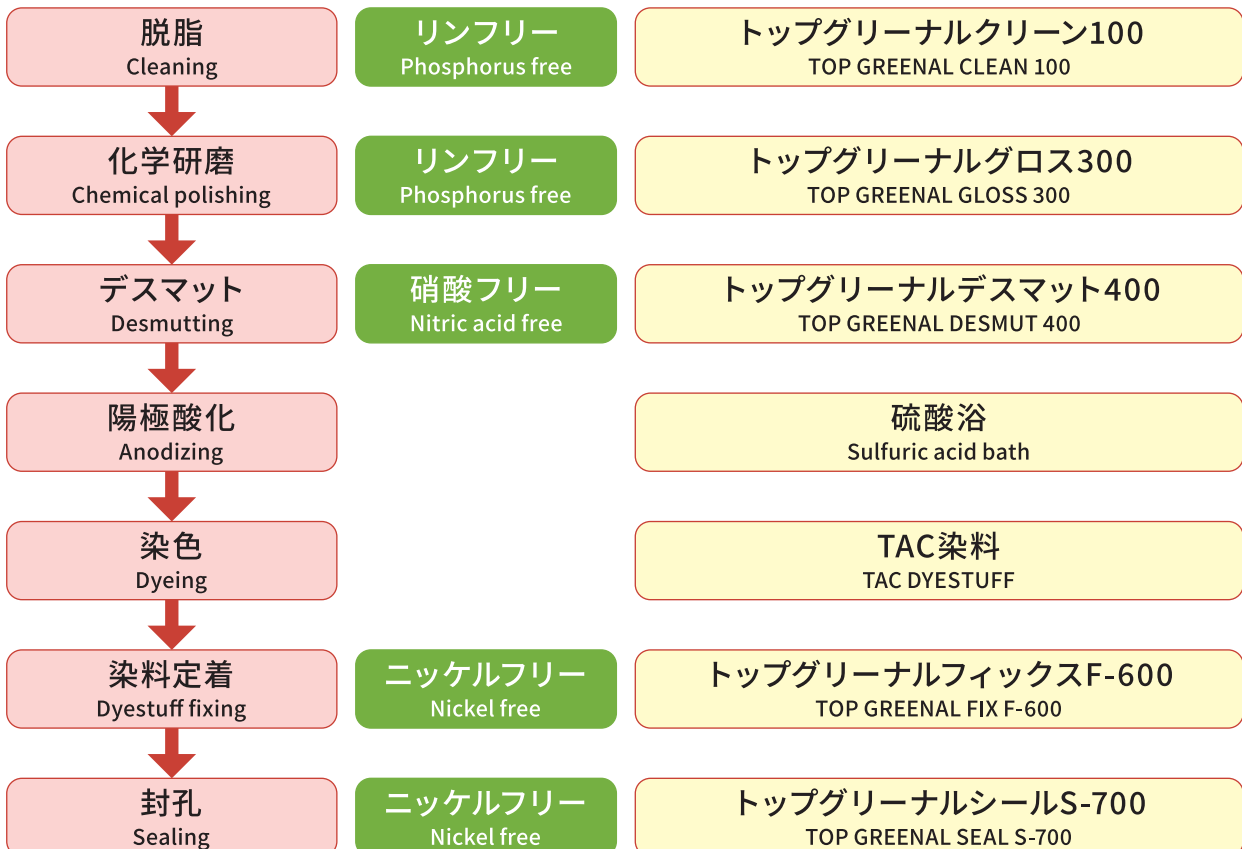 脱脂
Cleaning
リンフリー
Phosphorus free
トップグリーナルクリーン100
TOP GREENAL CLEAN 100
化学研磨
Chemical polishing
リンフリー
Phosphorus free
トップグリーナルグロス300
TOP GREENAL GLOSS 300
デスマット
Desmutting
硝酸フリー
Nitric acid free
トップグリーナルデスマット400
TOP GREENAL DESMUT 400
陽極酸化
Anodizing
硫酸浴
Sulfuric acid bath
染色
Dyeing
TAC染料
TAC DYESTUFF
染料定着
Dyestuff fixing
ニッケルフリー
Nickel free
トップグリーナルフィックスF-600
TOP GREENAL FIX F-600
封孔
Sealing
ニッケルフリー
Nickel free
トップグリーナルシールS-700
TOP GREENAL SEAL S-700